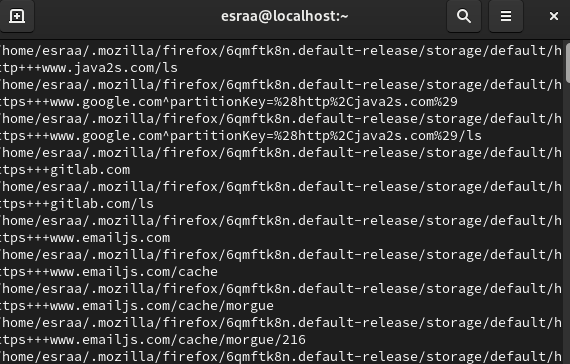 esraa@localhost:~
/home/esraa/.mozilla/firefox/6qmftk8n.default-release/storage/default/h
ttp+++www.java2s.com/ls
/home/esraa/.mozilla/firefox/6qmftk8n.default-release/storage/default/h
ttps+++www.google.com^partitionKey=%28http%2Cjava2s.com%29
/home/esraa/.mozilla/firefox/6qmftk8n.default-release/storage/default/h
ttps+++www.google.com^partitionKey=%28http%2Cjava2s.com%29/ls
/home/esraa/.mozilla/firefox/6qmftk8n.default-release/storage/default/h
ttps+++gitlab.com
/home/esraa/.mozilla/firefox/6qmftk8n.default-release/storage/default/h
ttps+++gitlab.com/ls
/home/esraa/.mozilla/firefox/6qmftk8n.default-release/storage/default/h
ttps+++www.emailjs.com
/home/esraa/.mozilla/firefox/6qmftk8n.default-release/storage/default/h
ttps+++www.emailjs.com/cache
/home/esraa/.mozilla/firefox/6qmftk8n.default-release/storage/default/h
ttps+++www.emailjs.com/cache/morgue
/home/esraa/.mozilla/firefox/6qmftk8n.default-release/storage/default/h
ttps+++www.emailjs.com/cache/morgue/216
/home/esraa/.mozilla/firefox/6qmftk8n.default-release/storage/default/h